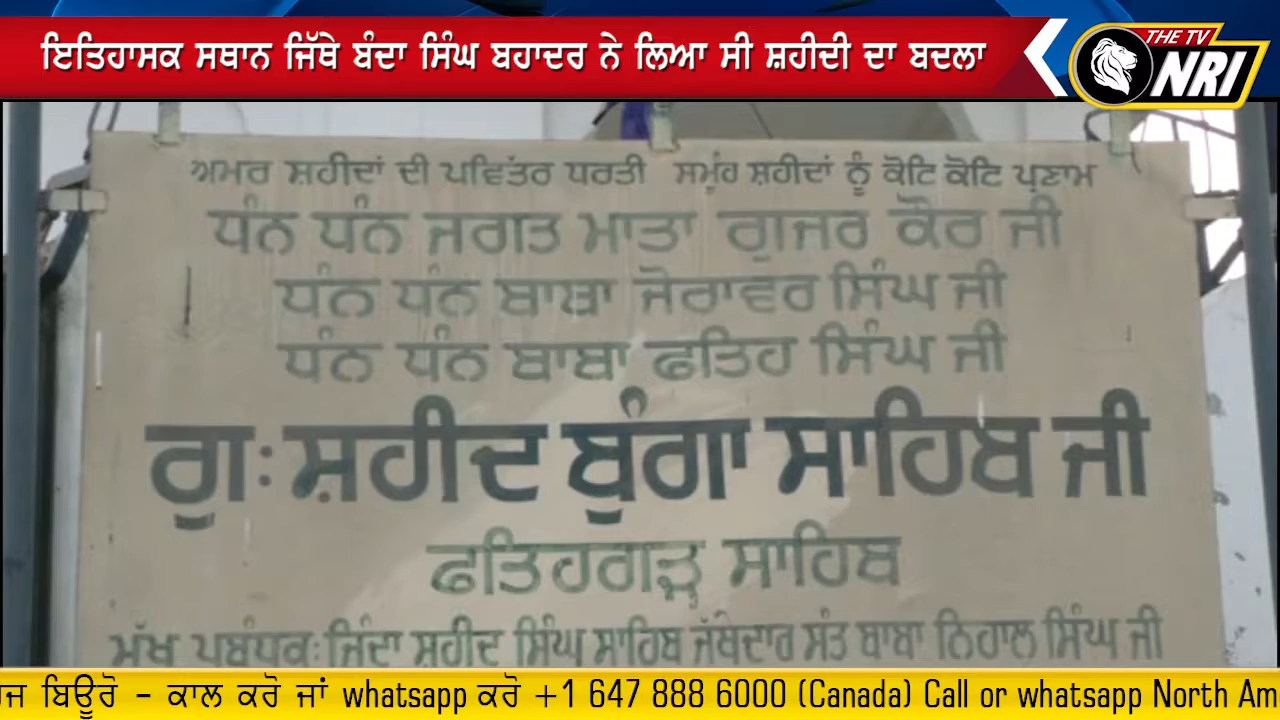 ਇਤਿਹਾਸਕ ਸਥਾਨ ਜਿੱਥੇ ਬੰਦਾ ਸਿੰਘ ਬਹਾਦਰ ਨੇ ਲਿਆ ਸੀ ਸ਼ਹੀਦੀ ਦਾ ਬਦਲਾ
THE TV
NRI
ਅਮਰ ਸ਼ਹੀਦਾਂ ਦੀ ਪਵਿੱਤਰ ਧਰਤੀ ਸਮੂੰਹ ਸ਼ਹੀਦਾਂ ਨੂੰ ਕੋਟਿ ਕੋਟਿ ਪ੍ਰਣਾਮ
ਧੰਨ ਧੰਨ ਜਗਤ ਮਾਤਾ ਗੁਜਰ ਕੌਰ ਜੀ
ਧੰਨ ਧੰਨ ਬਾਬਾ ਜੋਰਾਵਰ ਸਿੰਘ ਜੀ
ਧੰਨ ਧੰਨ ਬਾਬਾ ਫਤਿਹ ਸਿੰਘ ਜੀ
ਗੁਃ ਸ਼ਹੀਦ ਬੁੰਗਾ ਸਾਹਿਬ ਜੀ
ਫਤਿਹਗੜ੍ਹ ਸਾਹਿਬ
ਮੁੱਖ ਪ੍ਰਬੰਧਕਃ ਜਿੰਦਾ ਸ਼ਹੀਦ ਸਿੰਘ ਸਾਹਿਬ ਜੱਥੇਦਾਰ ਸੰਤ ਬਾਬਾ ਨਿਹਾਲ ਸਿੰਘ ਜੀ
ਜ ਬਿਊਰੋ - ਕਾਲ ਕਰੋ ਜਾਂ whatsapp ਕਰੋ +1 647 888 6000 (Canada) Call or whatsapp North Am